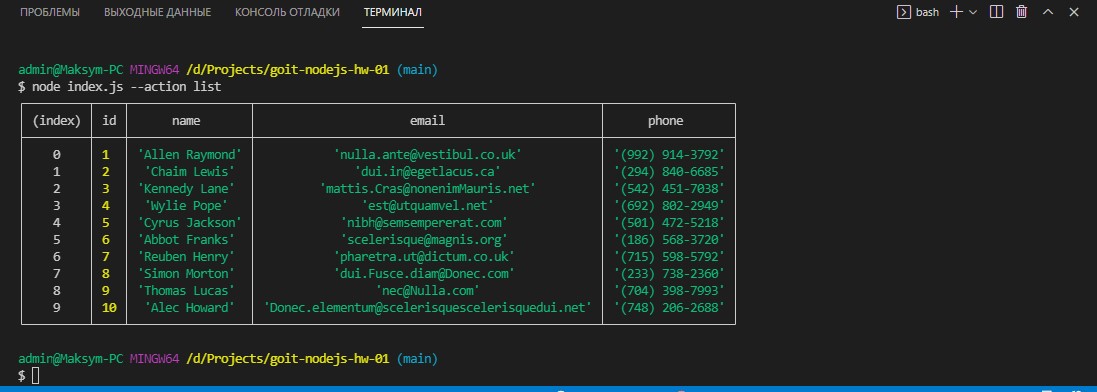 ПРОБЛЕМЫ ВЫХОДНЫЕ ДАННЫЕ КОНСОЛЬ ОТЛАДКИ ТЕРМИНАЛ bash
admin@Maksym-PC MINGW64 /d/Projects/goit-nodejs-hw-01 (main)
$ node index.js --action list
(index) id name email phone
0 1 'Allen Raymond' 'nulla.ante@vestibul.co.uk' '(992) 914-3792'
1 2 'Chaim Lewis' 'dui.in@egetlacus.ca' '(294) 840-6685'
2 3 'Kennedy Lane' 'mattis.Cras@nonenimMauris.net' '(542) 451-7038'
3 4 'Wylie Pope' 'est@utquamvel.net' '(692) 802-2949'
4 5 'Cyrus Jackson' 'nibh@semsempererat.com' '(501) 472-5218'
5 6 'Abbot Franks' 'scelerisque@magnis.org' '(186) 568-3720'
6 7 'Reuben Henry' 'pharetra.ut@dictum.co.uk' '(715) 598-5792'
7 8 'Simon Morton' 'dui.Fusce.diam@Donec.com' '(233) 738-2360'
8 9 'Thomas Lucas' 'nec@Nulla.com' '(704) 398-7993'
9 10 'Alec Howard' 'Donec.elementum@scelerisquescelerisquedui.net' '(748) 206-2688'
admin@Maksym-PC MINGW64 /d/Projects/goit-nodejs-hw-01 (main)
$